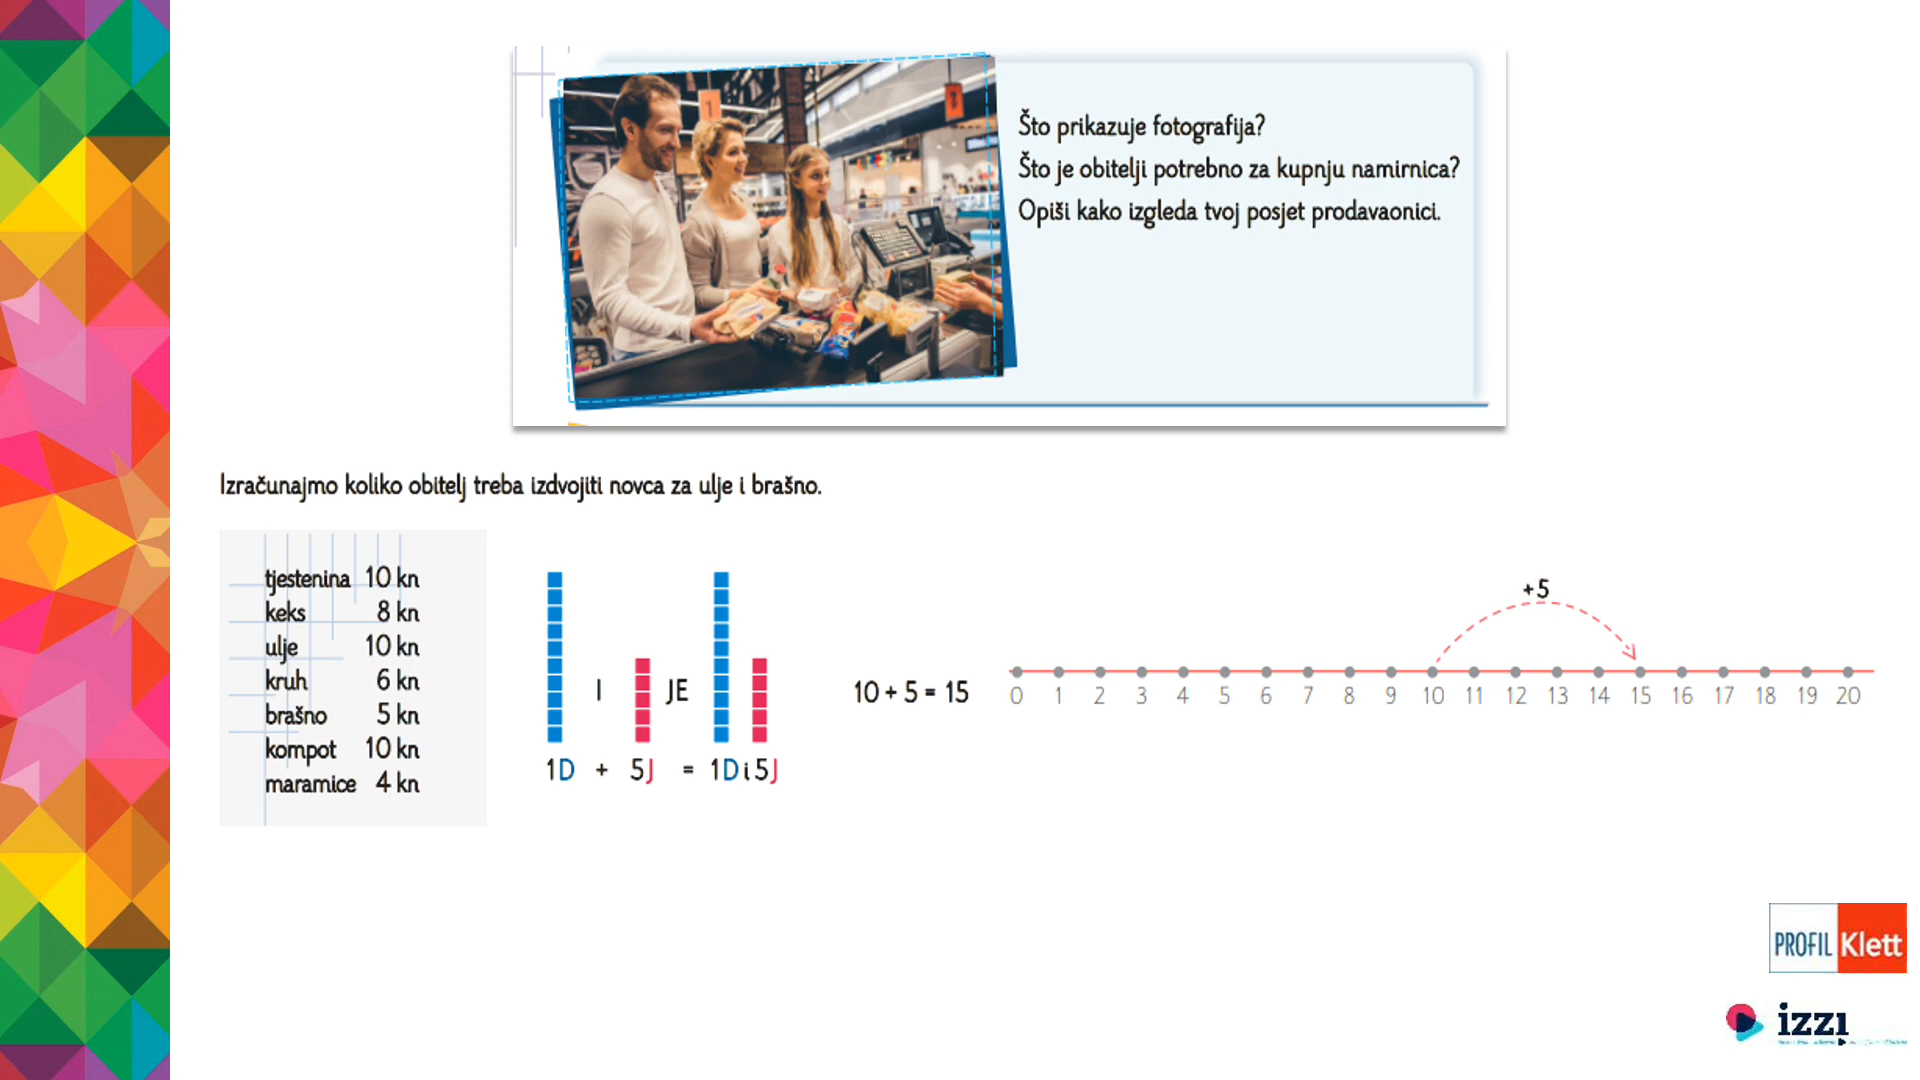 Što prikazuje fotografija?
Što je obitelji potrebno za kupnju namirnica?
Opiši kako izgleda tvoj posjet prodavaonici.
Izračunajmo koliko obitelj treba izdvojiti novca za ulje i brašno.
tjestenina 10 kn
keks 8 kn
ulje 10 kn
kruh 6 kn
brašno 5 kn
kompot 10 kn
maramice 4 kn
I JE
1D + 5J = 1D i 5J
10 + 5 = 15
+5
0 1 2 3 4 5 6 7 8 9 10 11 12 13 14 15 16 17 18 19 20
PROFIL Klett
izzi